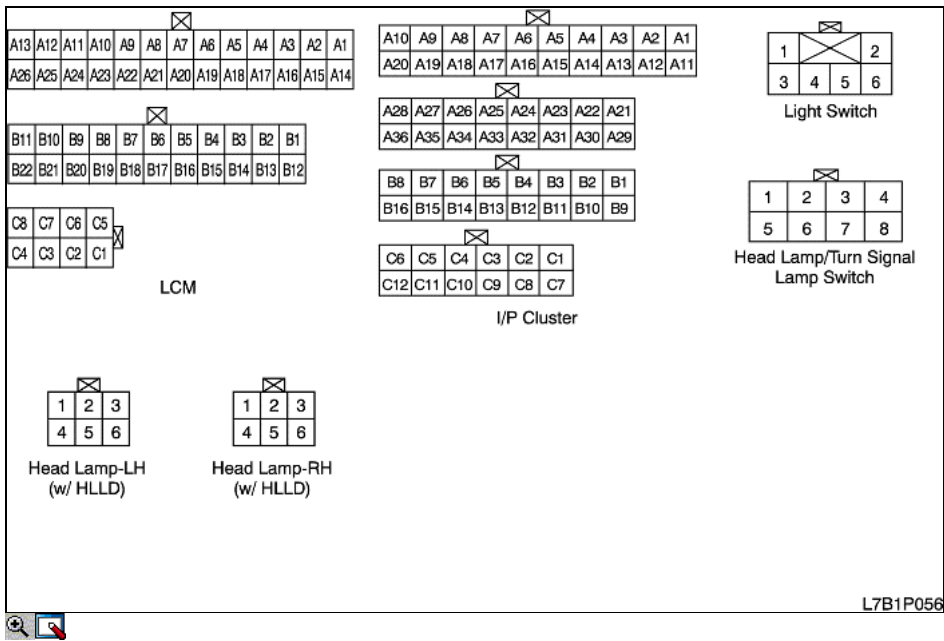 A13 A12 A11 A10 A9 A8 A7 A6 A5 A4 A3 A2 A1
A26 A25 A24 A23 A22 A21 A20 A19 A18 A17 A16 A15 A14
B11 B10 B9 B8 B7 B6 B5 B4 B3 B2 B1
B22 B21 B20 B19 B18 B17 B16 B15 B14 B13 B12
C8 C7 C6 C5
C4 C3 C2 C1
LCM
A10 A9 A8 A7 A6 A5 A4 A3 A2 A1
A20 A19 A18 A17 A16 A15 A14 A13 A12 A11
A28 A27 A26 A25 A24 A23 A22 A21
A36 A35 A34 A33 A32 A31 A30 A29
B8 B7 B6 B5 B4 B3 B2 B1
B16 B15 B14 B13 B12 B11 B10 B9
C6 C5 C4 C3 C2 C1
C12 C11 C10 C9 C8 C7
I/P Cluster
1 2
3 4 5 6
Light Switch
1 2 3 4
5 6 7 8
Head Lamp/Turn Signal
Lamp Switch
1 2 3
4 5 6
Head Lamp-LH
(w/ HLLD)
1 2 3
4 5 6
Head Lamp-RH
(w/ HLLD)
L7B1P056